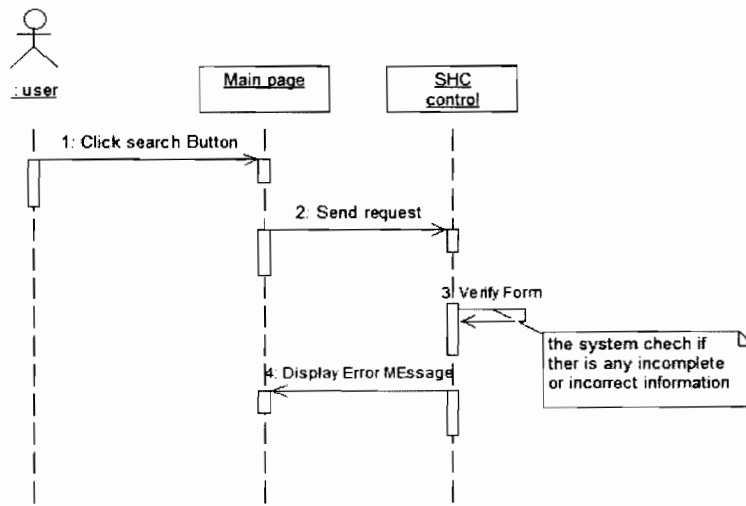 : user
Main page
SHC
control
1: Click search Button
2: Send request
3: Verify Form
the system chech if
ther is any incomplete
or incorrect information
4: Display Error MEssage